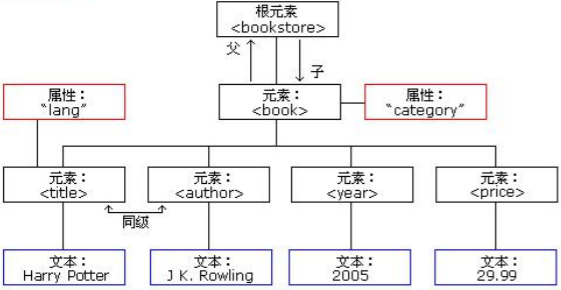 根元素
<bookstore>
父
子
属性：
“lang”
元素：
<book>
属性：
“category”
元素：
<title>
元素：
<author>
元素：
<year>
元素：
<price>
同级
文本：
Harry Potter
文本：
J K. Rowling
文本：
2005
文本：
29.99